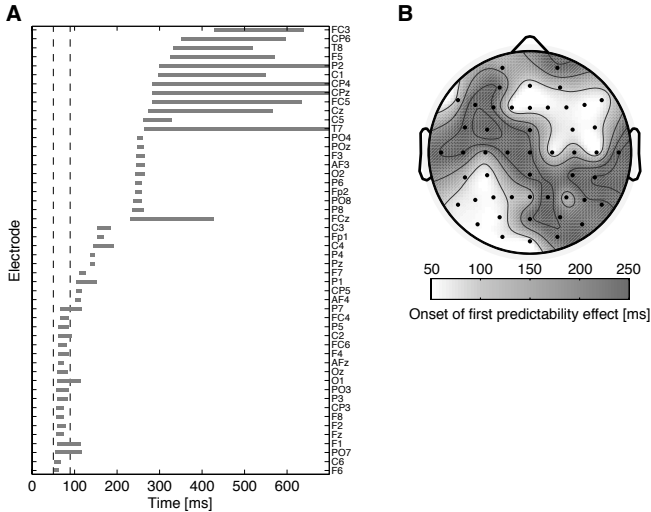 A
B
FC3
CP6
T8
F5
P2
C1
CP4
CPz
FC5
Cz
C5
T7
PO4
POz
F3
AF3
O2
P6
Fp2
PO8
P8
FCz
C3
Fp1
C4
P4
Pz
F7
P1
CP5
AF4
P7
FC4
P5
C2
FC6
F4
AFz
Oz
O1
PO3
P3
CP3
F8
F2
Fz
F1
PO7
C6
F6
Electrode
0 100 200 300 400 500 600
Time [ms]
50 100 150 200 250
Onset of first predictability effect [ms]